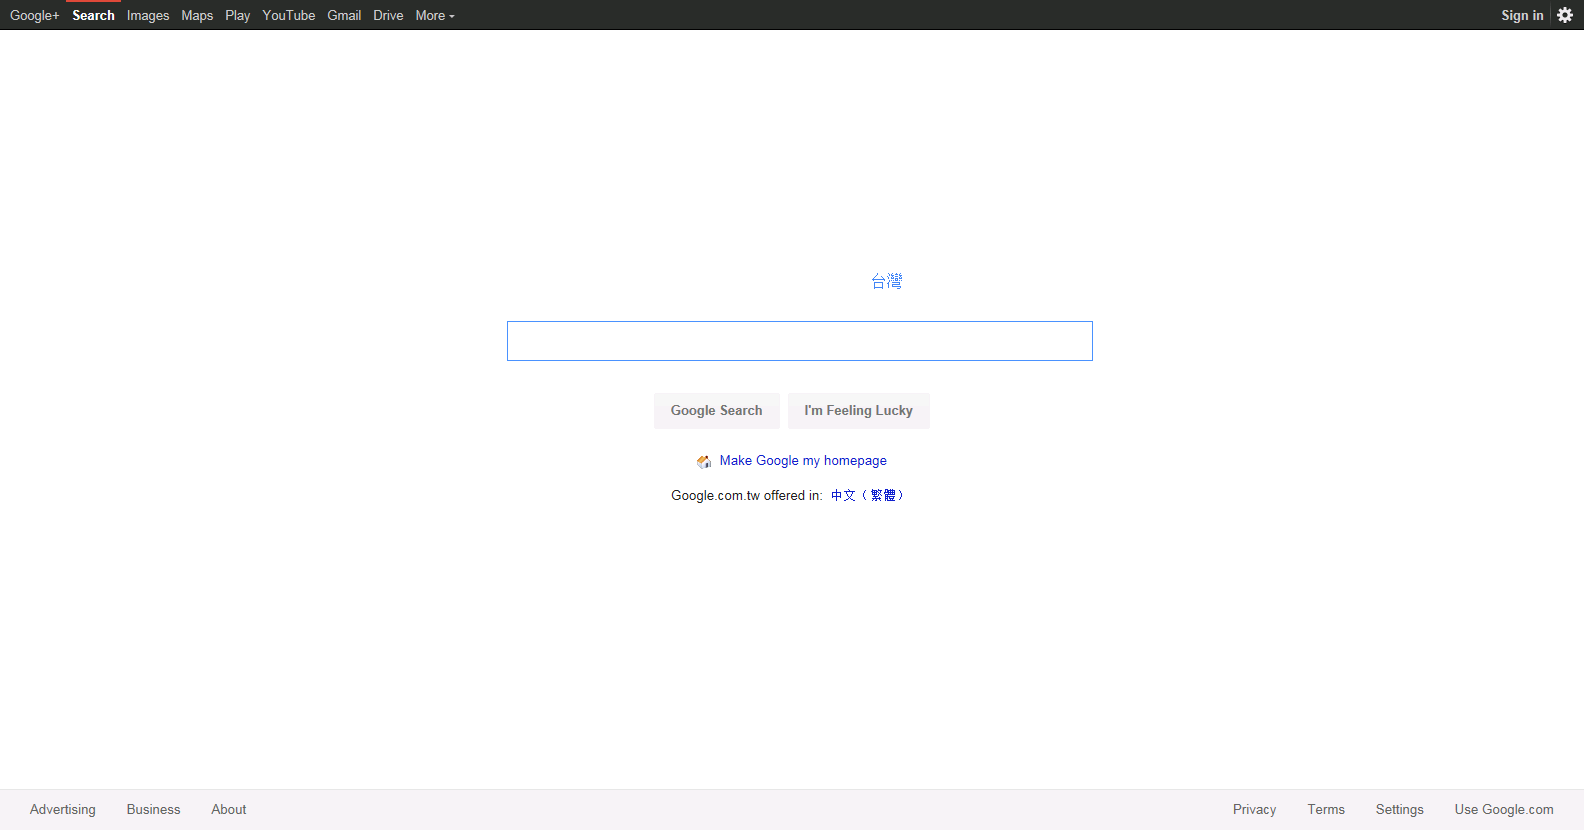 Google+ Search Images Maps Play YouTube Gmail Drive More Sign in
台灣
Google Search I'm Feeling Lucky
Make Google my homepage
Google.com.tw offered in: 中文（繁體）
Advertising Business About Privacy Terms Settings Use Google.com